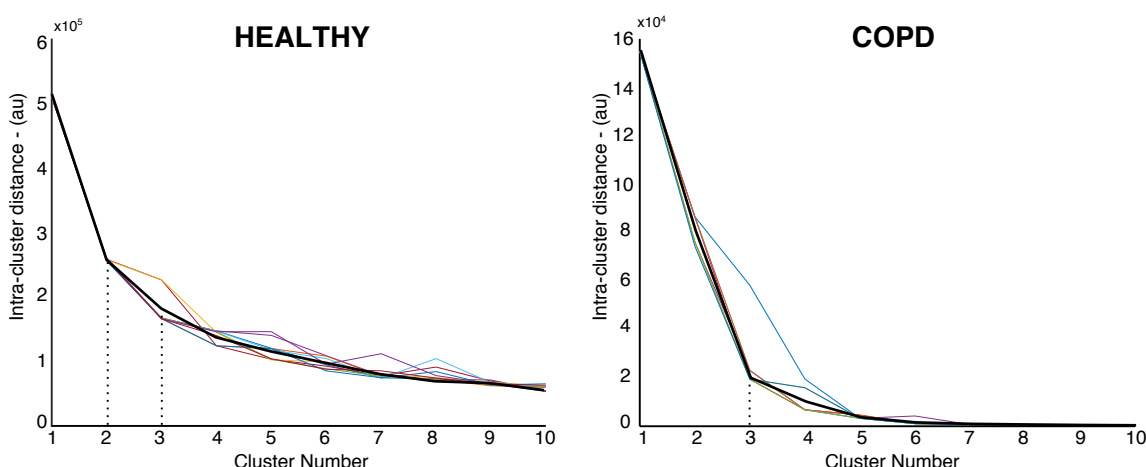 HEALTHY
x10⁵
Intra-cluster distance - (au)
6
5
4
3
2
1
0
1 2 3 4 5 6 7 8 9 10
Cluster Number
COPD
x10⁴
Intra-cluster distance - (au)
16
14
12
10
8
6
4
2
0
1 2 3 4 5 6 7 8 9 10
Cluster Number